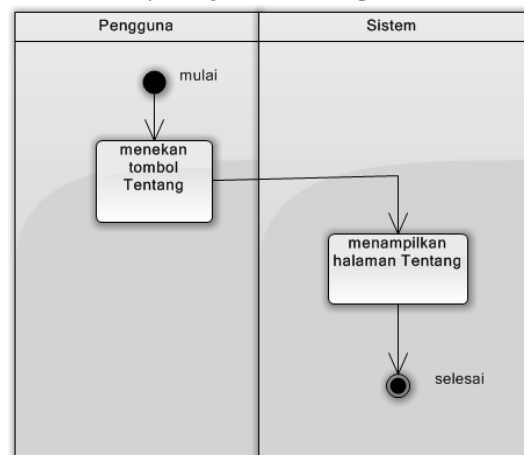 Pengguna
Sistem
mulai
menekan
tombol
Tentang
menampilkan
halaman Tentang
selesai